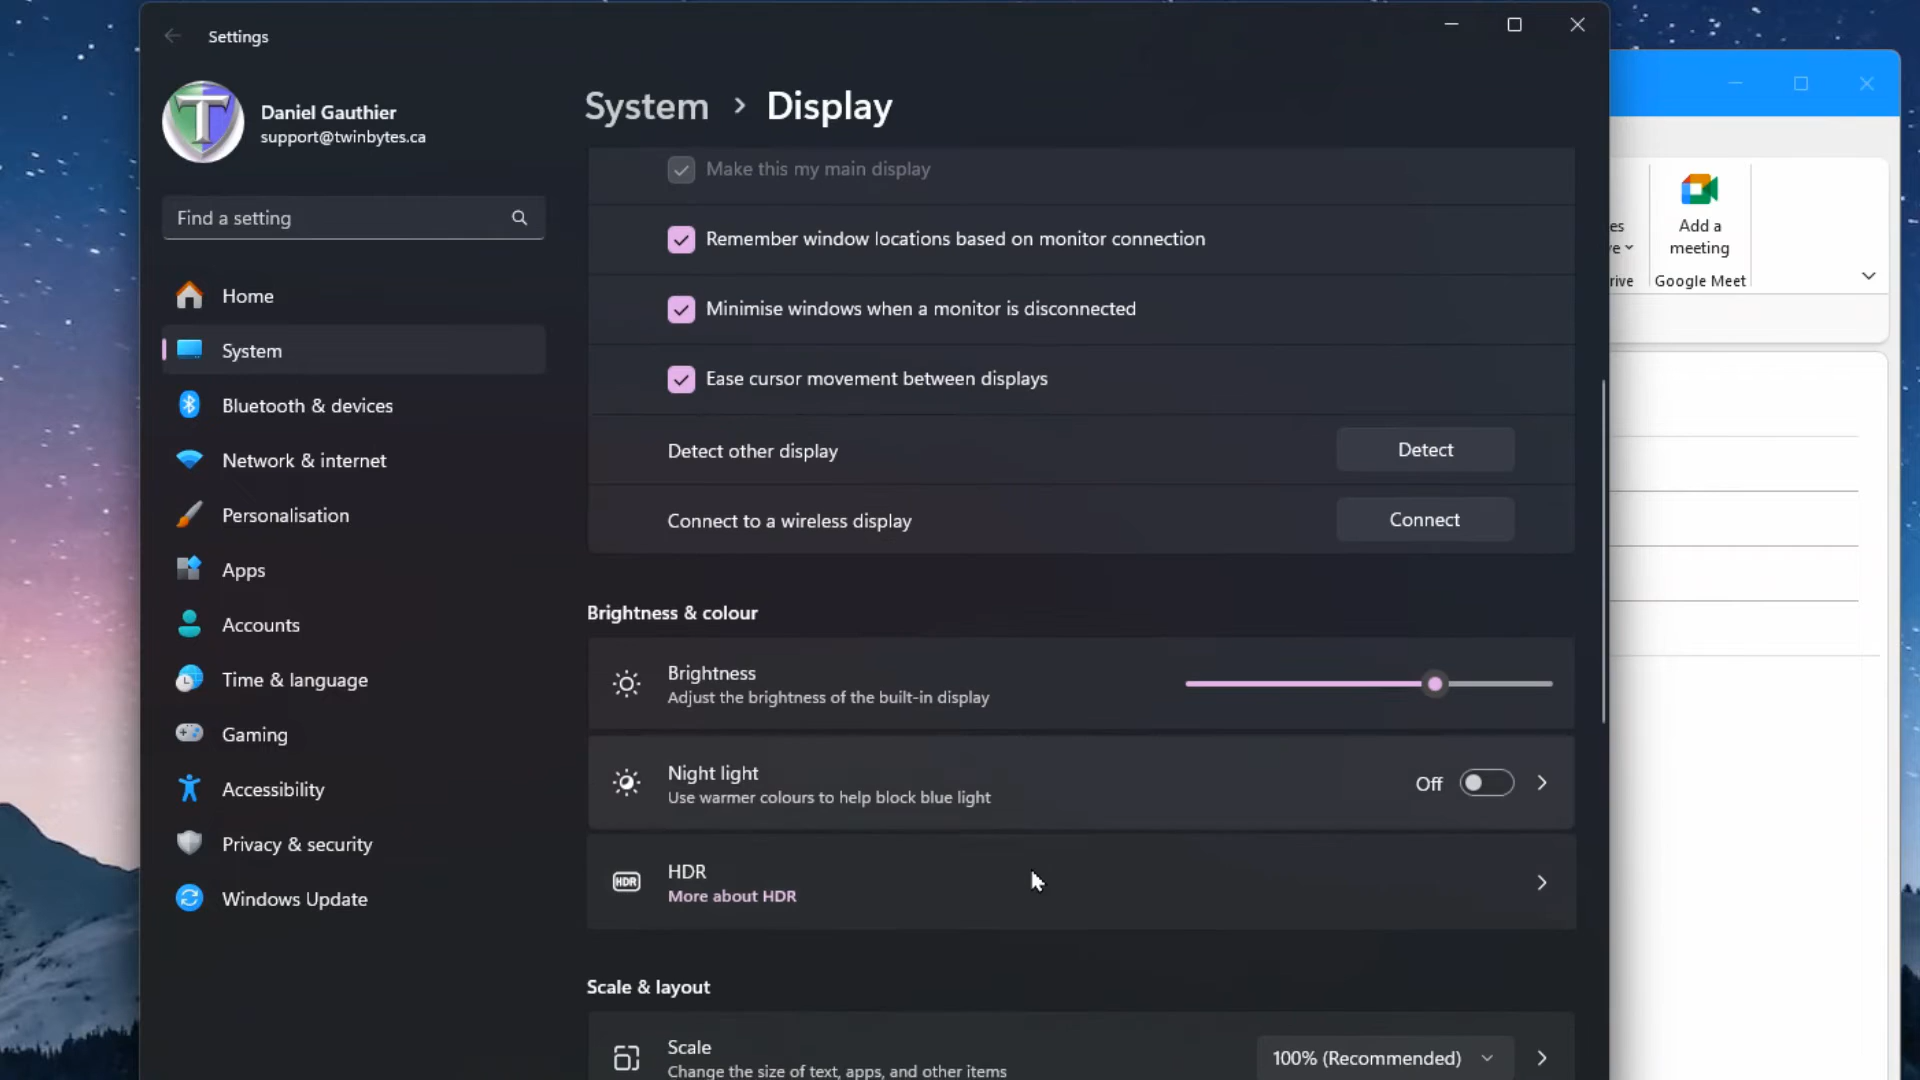 Settings
Daniel Gauthier
support@twinbytes.ca
Find a setting
Home
System
Bluetooth & devices
Network & internet
Personalisation
Apps
Accounts
Time & language
Gaming
Accessibility
Privacy & security
Windows Update
System > Display
Make this my main display
Remember window locations based on monitor connection
Minimise windows when a monitor is disconnected
Ease cursor movement between displays
Detect other display
Detect
Connect to a wireless display
Connect
Brightness & colour
Brightness
Adjust the brightness of the built-in display
Night light
Use warmer colours to help block blue light
Off
HDR
HDR
More about HDR
Scale & layout
Scale
Change the size of text, apps, and other items
100% (Recommended)
Add a
meeting
Google Meet